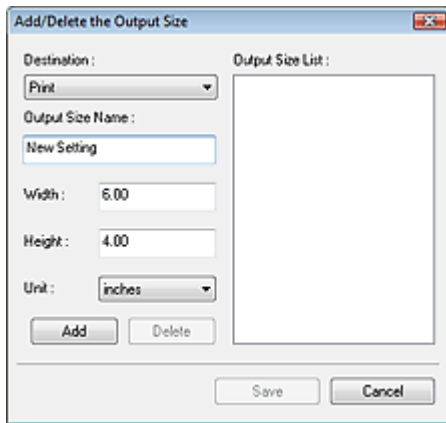 Add/Delete the Output Size
Destination :
Print
Output Size Name :
New Setting
Width :
6.00
Height :
4.00
Unit :
inches
Add
Delete
Output Size List :
Save
Cancel